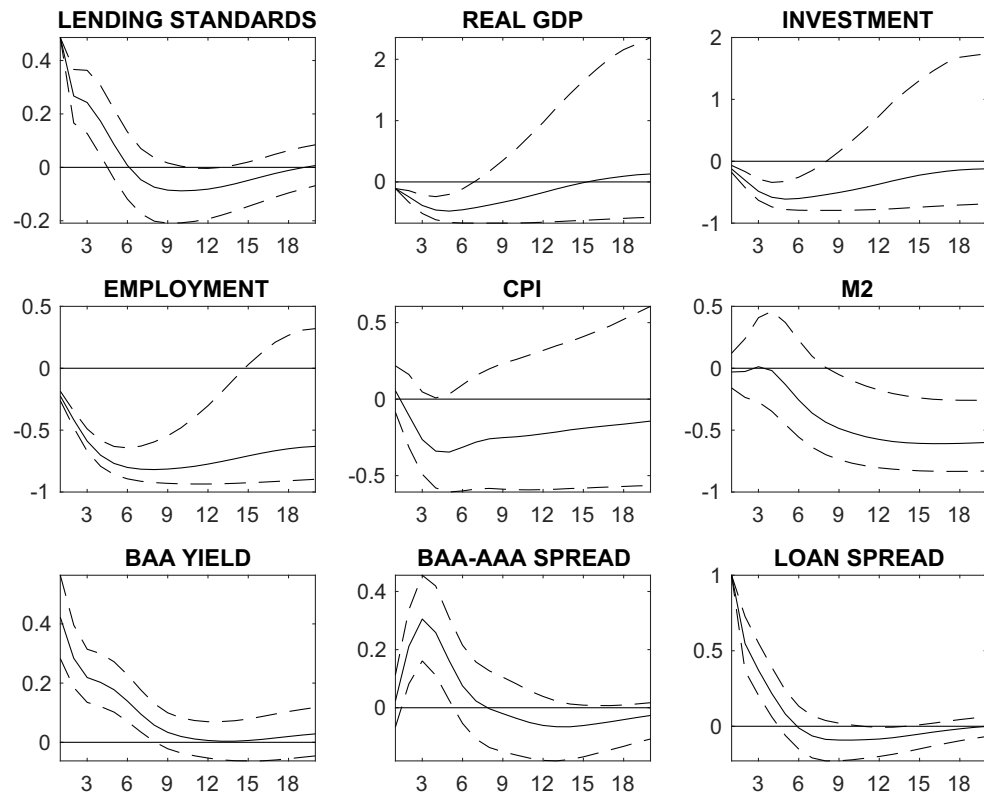 LENDING STANDARDS
0.4
0.2
0
-0.2
3 6 9 12 15 18
REAL GDP
2
1
0
3 6 9 12 15 18
INVESTMENT
2
1
0
-1
3 6 9 12 15 18
EMPLOYMENT
0.5
0
-0.5
-1
3 6 9 12 15 18
CPI
0.5
0
-0.5
3 6 9 12 15 18
M2
0.5
0
-0.5
-1
3 6 9 12 15 18
BAA YIELD
0.4
0.2
0
3 6 9 12 15 18
BAA-AAA SPREAD
0.4
0.2
0
3 6 9 12 15 18
LOAN SPREAD
1
0.5
0
3 6 9 12 15 18